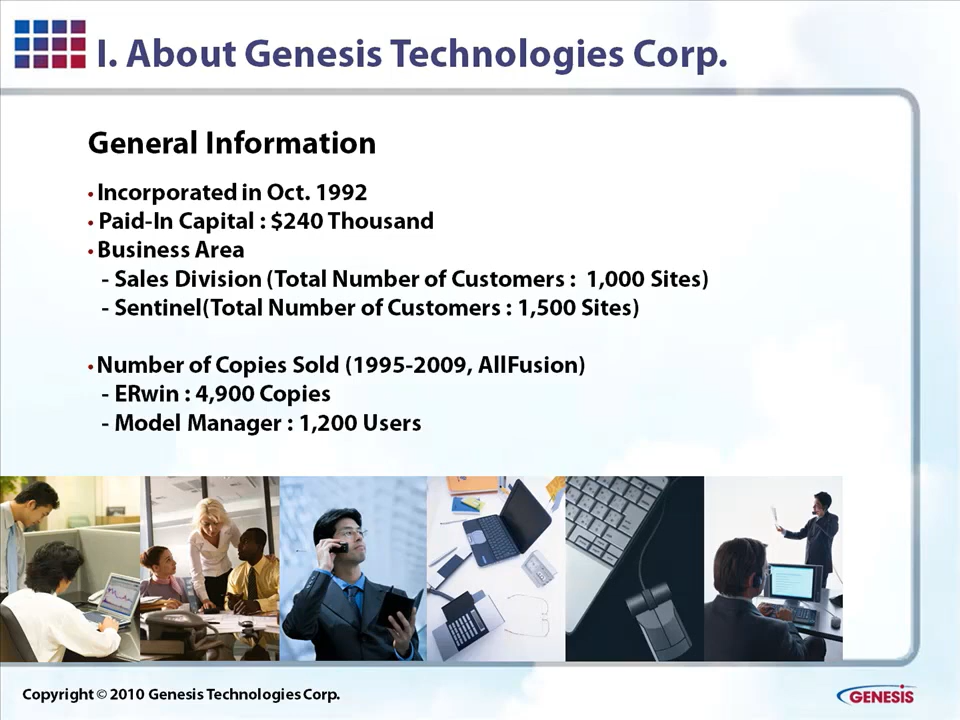 I. About Genesis Technologies Corp.
General Information
• Incorporated in Oct. 1992
• Paid-In Capital : $240 Thousand
• Business Area
- Sales Division (Total Number of Customers :  1,000 Sites)
- Sentinel(Total Number of Customers : 1,500 Sites)
• Number of Copies Sold (1995-2009, AllFusion)
- ERwin : 4,900 Copies
- Model Manager : 1,200 Users
Copyright © 2010 Genesis Technologies Corp.
GENESIS